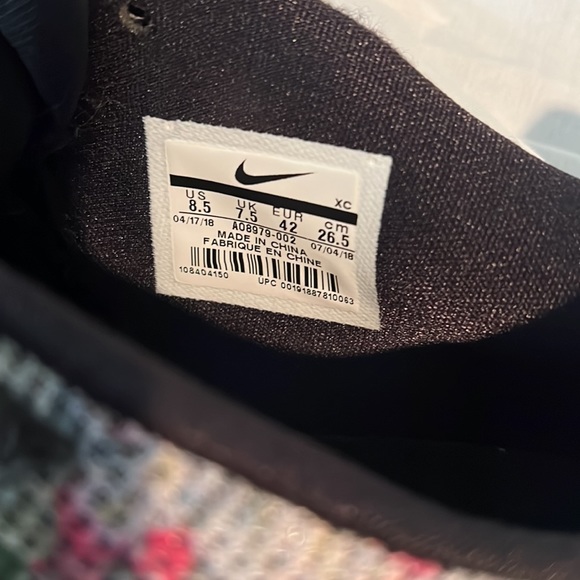 XC
US UK EUR cm
8.5 7.5 42 26.5
04/17/18 AO8979-002 07/04/18
MADE IN CHINA
FABRIQUE EN CHINE
108404150
UPC 00191887810063